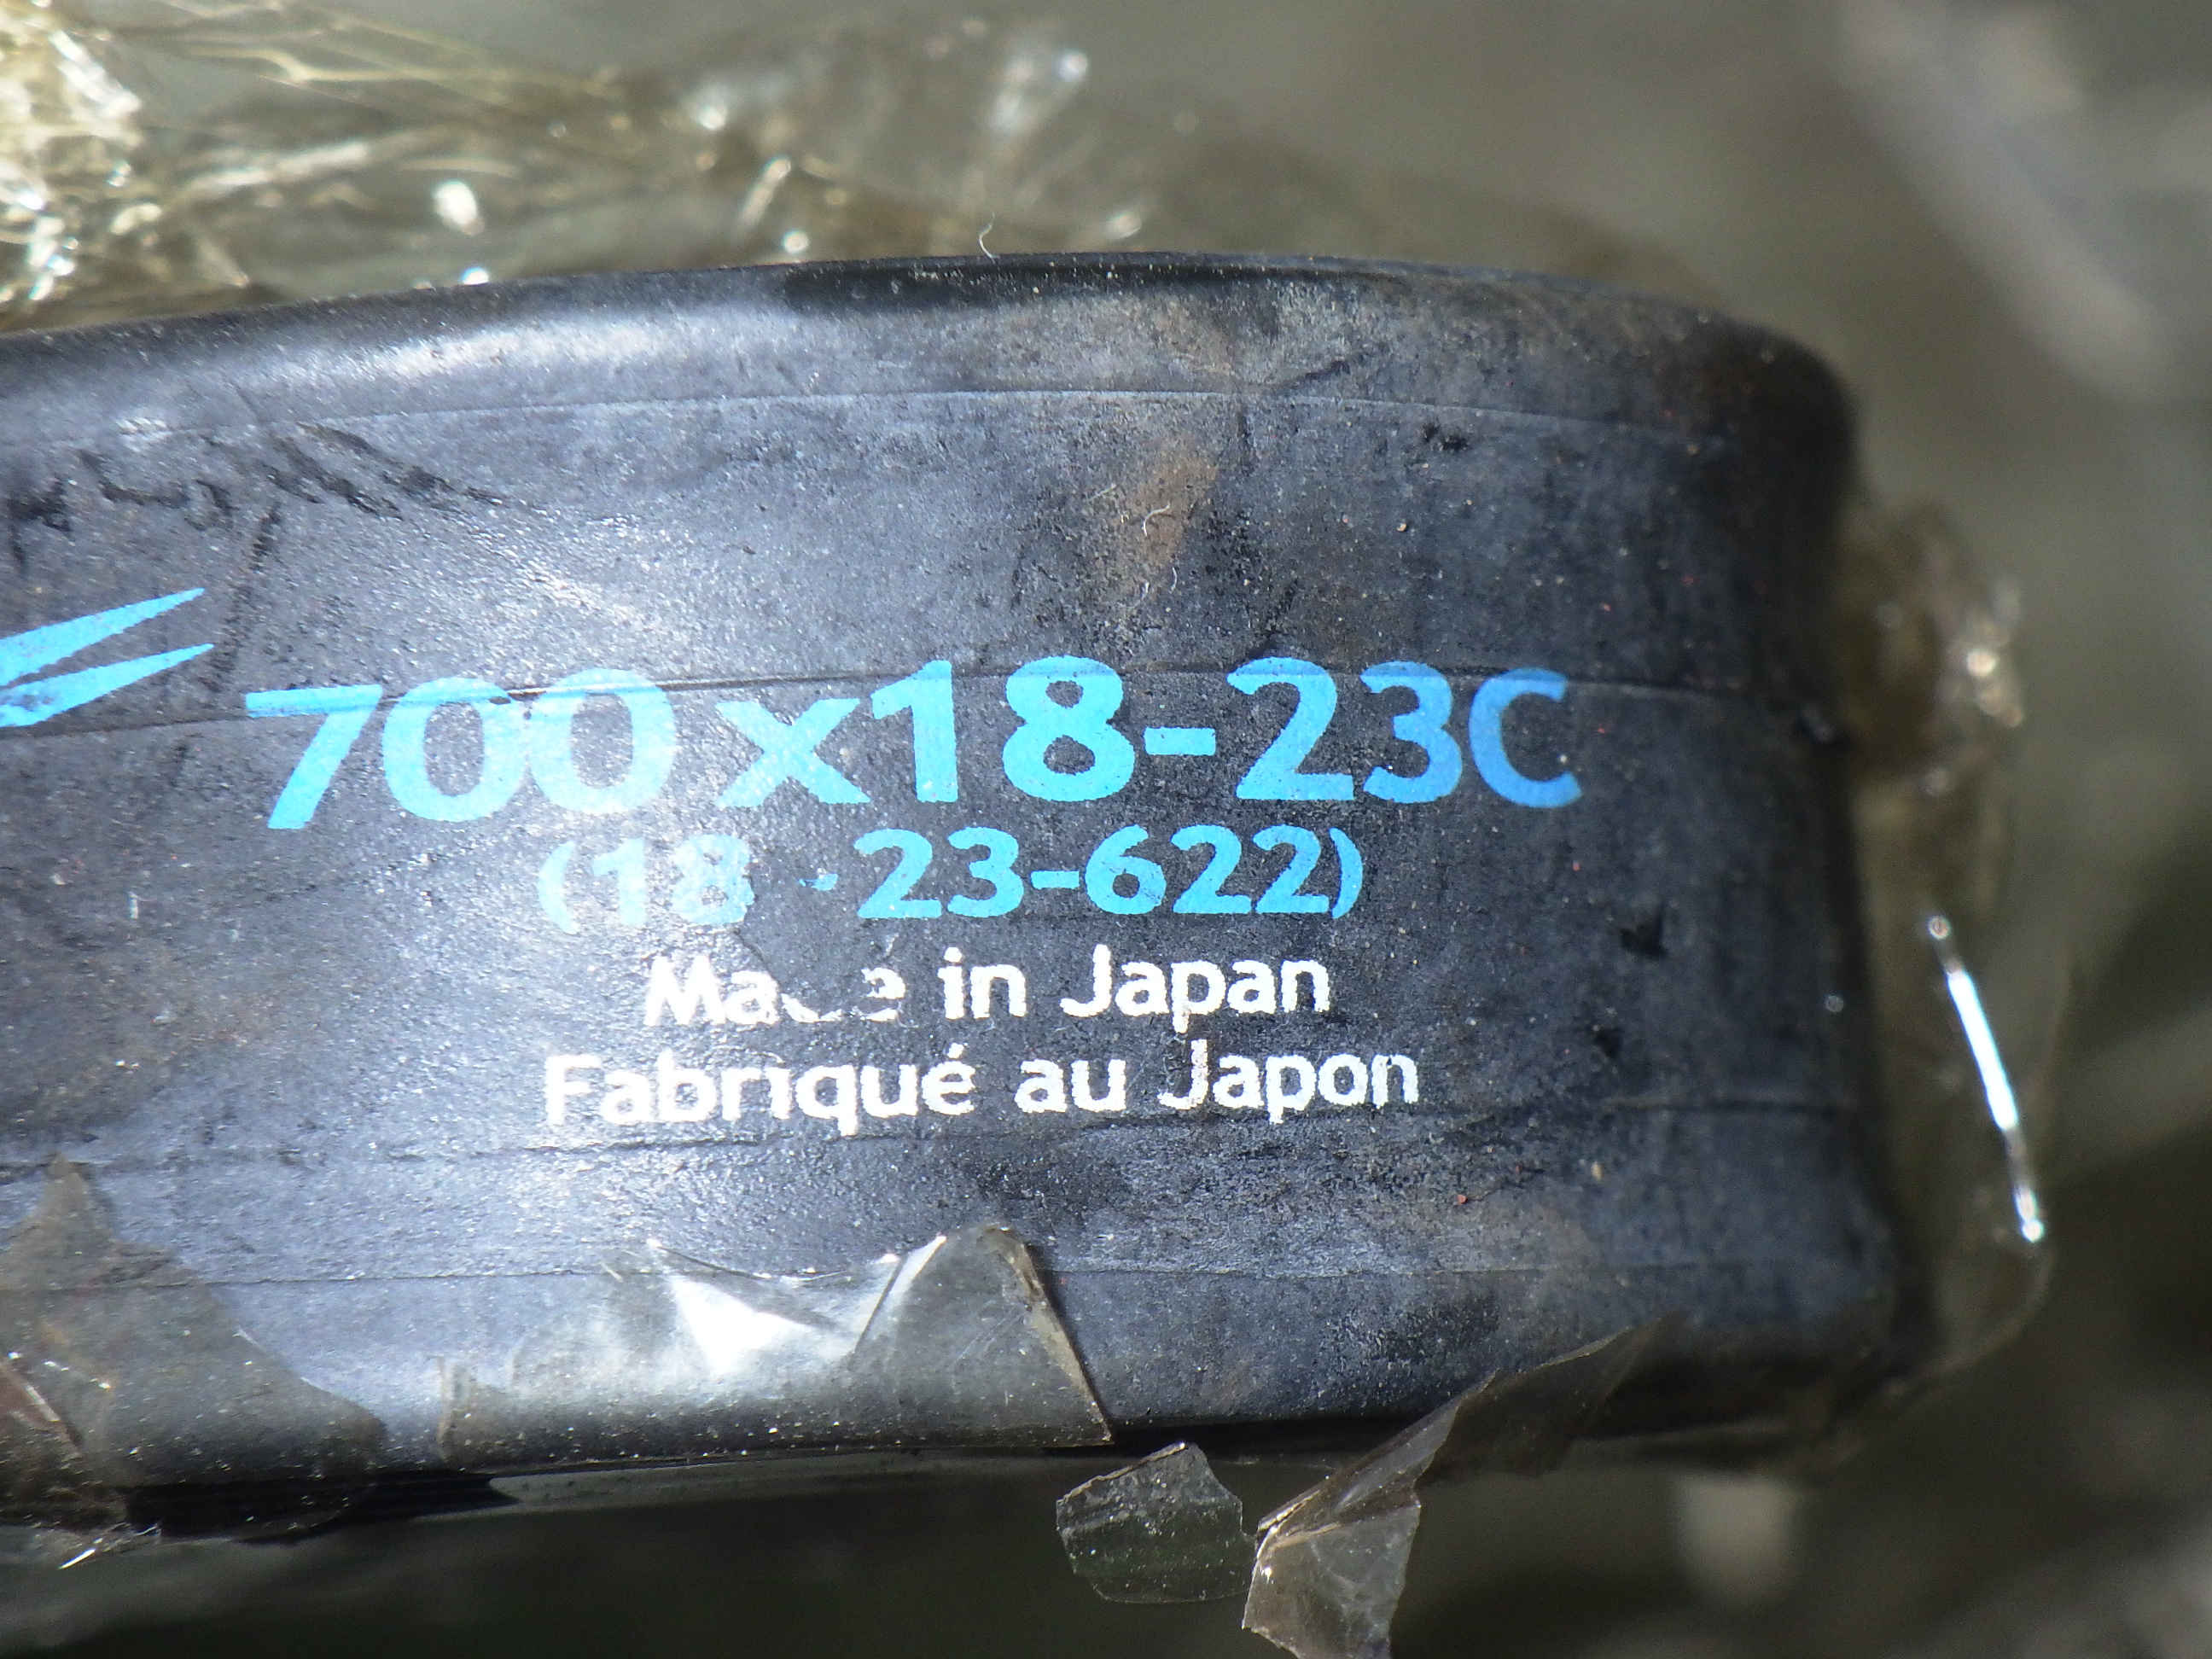 700x18-23C
(18 -23-622)
Made in Japan
Fabriqué au Japon